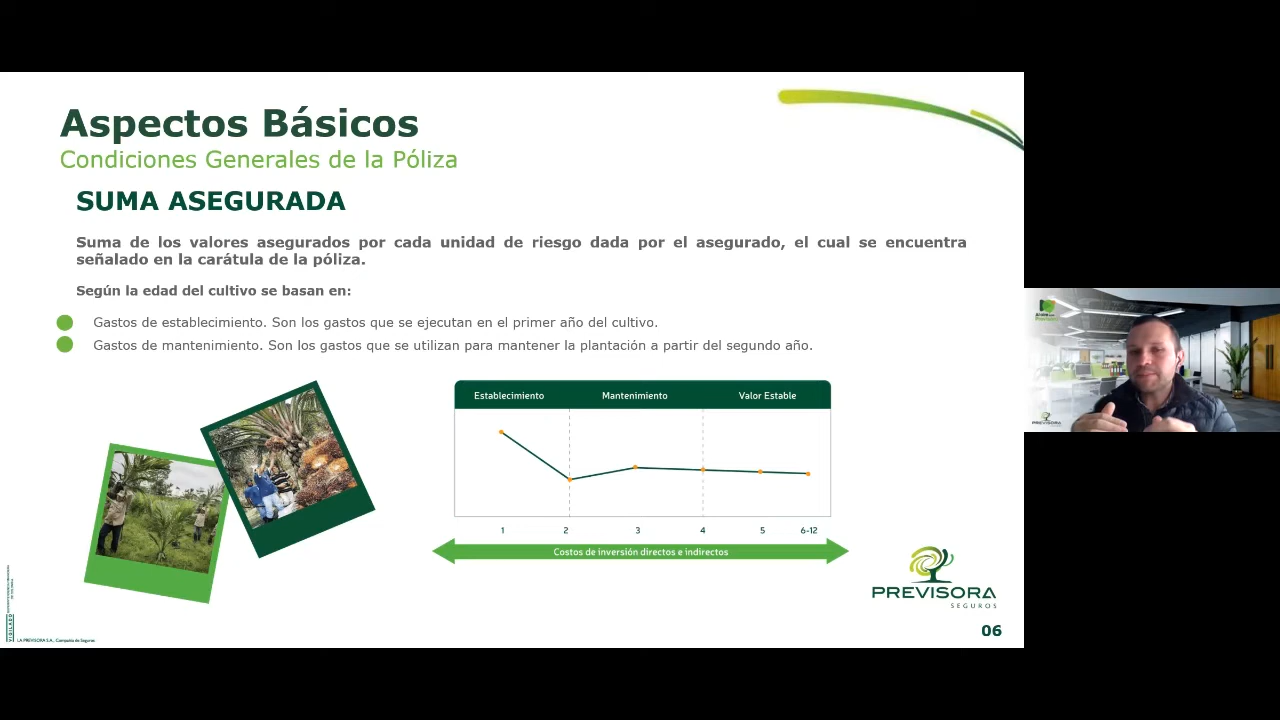 Aspectos Básicos
Condiciones Generales de la Póliza
SUMA ASEGURADA
Suma de los valores asegurados por cada unidad de riesgo dada por el asegurado, el cual se encuentra
señalado en la carátula de la póliza.
Según la edad del cultivo se basan en:
Gastos de establecimiento. Son los gastos que se ejecutan en el primer año del cultivo.
Gastos de mantenimiento. Son los gastos que se utilizan para mantener la plantación a partir del segundo año.
Establecimiento Mantenimiento Valor Estable
1 2 3 4 5 6-12
Costos de inversión directos e indirectos
PREVISORA
SEGUROS
VIGILADO
LA PREVISORA S.A., Compañía de Seguros
06
PREVISORA